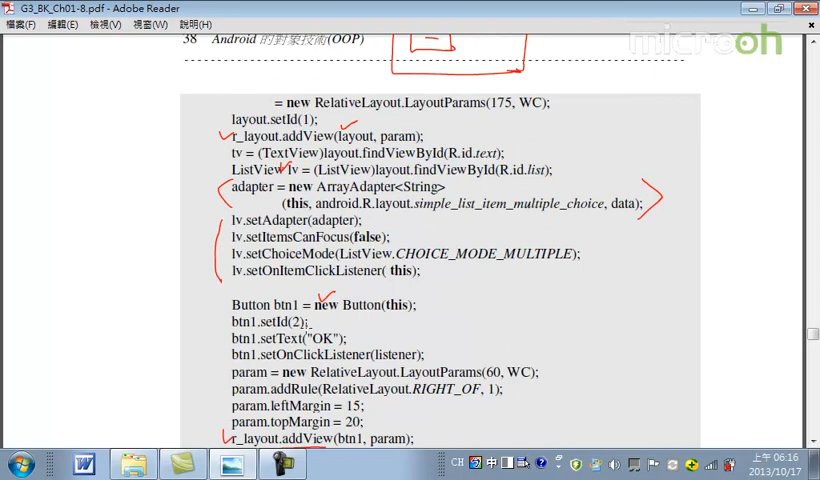 G3_BK_Ch01-8.pdf - Adobe Reader
檔案(F) 編輯(E) 檢視(V) 視窗(W) 說明(H)
microoh
38 Android 的對象技術(OOP)
= new RelativeLayout.LayoutParams(175, WC);
layout.setId(1);
r_layout.addView(layout, param);
tv = (TextView)layout.findViewById(R.id.text);
ListView lv = (ListView)layout.findViewById(R.id.list);
adapter = new ArrayAdapter<String>
(this, android.R.layout.simple_list_item_multiple_choice, data);
lv.setAdapter(adapter);
lv.setItemsCanFocus(false);
lv.setChoiceMode(ListView.CHOICE_MODE_MULTIPLE);
lv.setOnItemClickListener( this);
Button btn1 = new Button(this);
btn1.setId(2);
btn1.setText("OK");
btn1.setOnClickListener(listener);
param = new RelativeLayout.LayoutParams(60, WC);
param.addRule(RelativeLayout.RIGHT_OF, 1);
param.leftMargin = 15;
param.topMargin = 20;
r_layout.addView(btn1, param);
CH 中
上午 06:16
2013/10/17